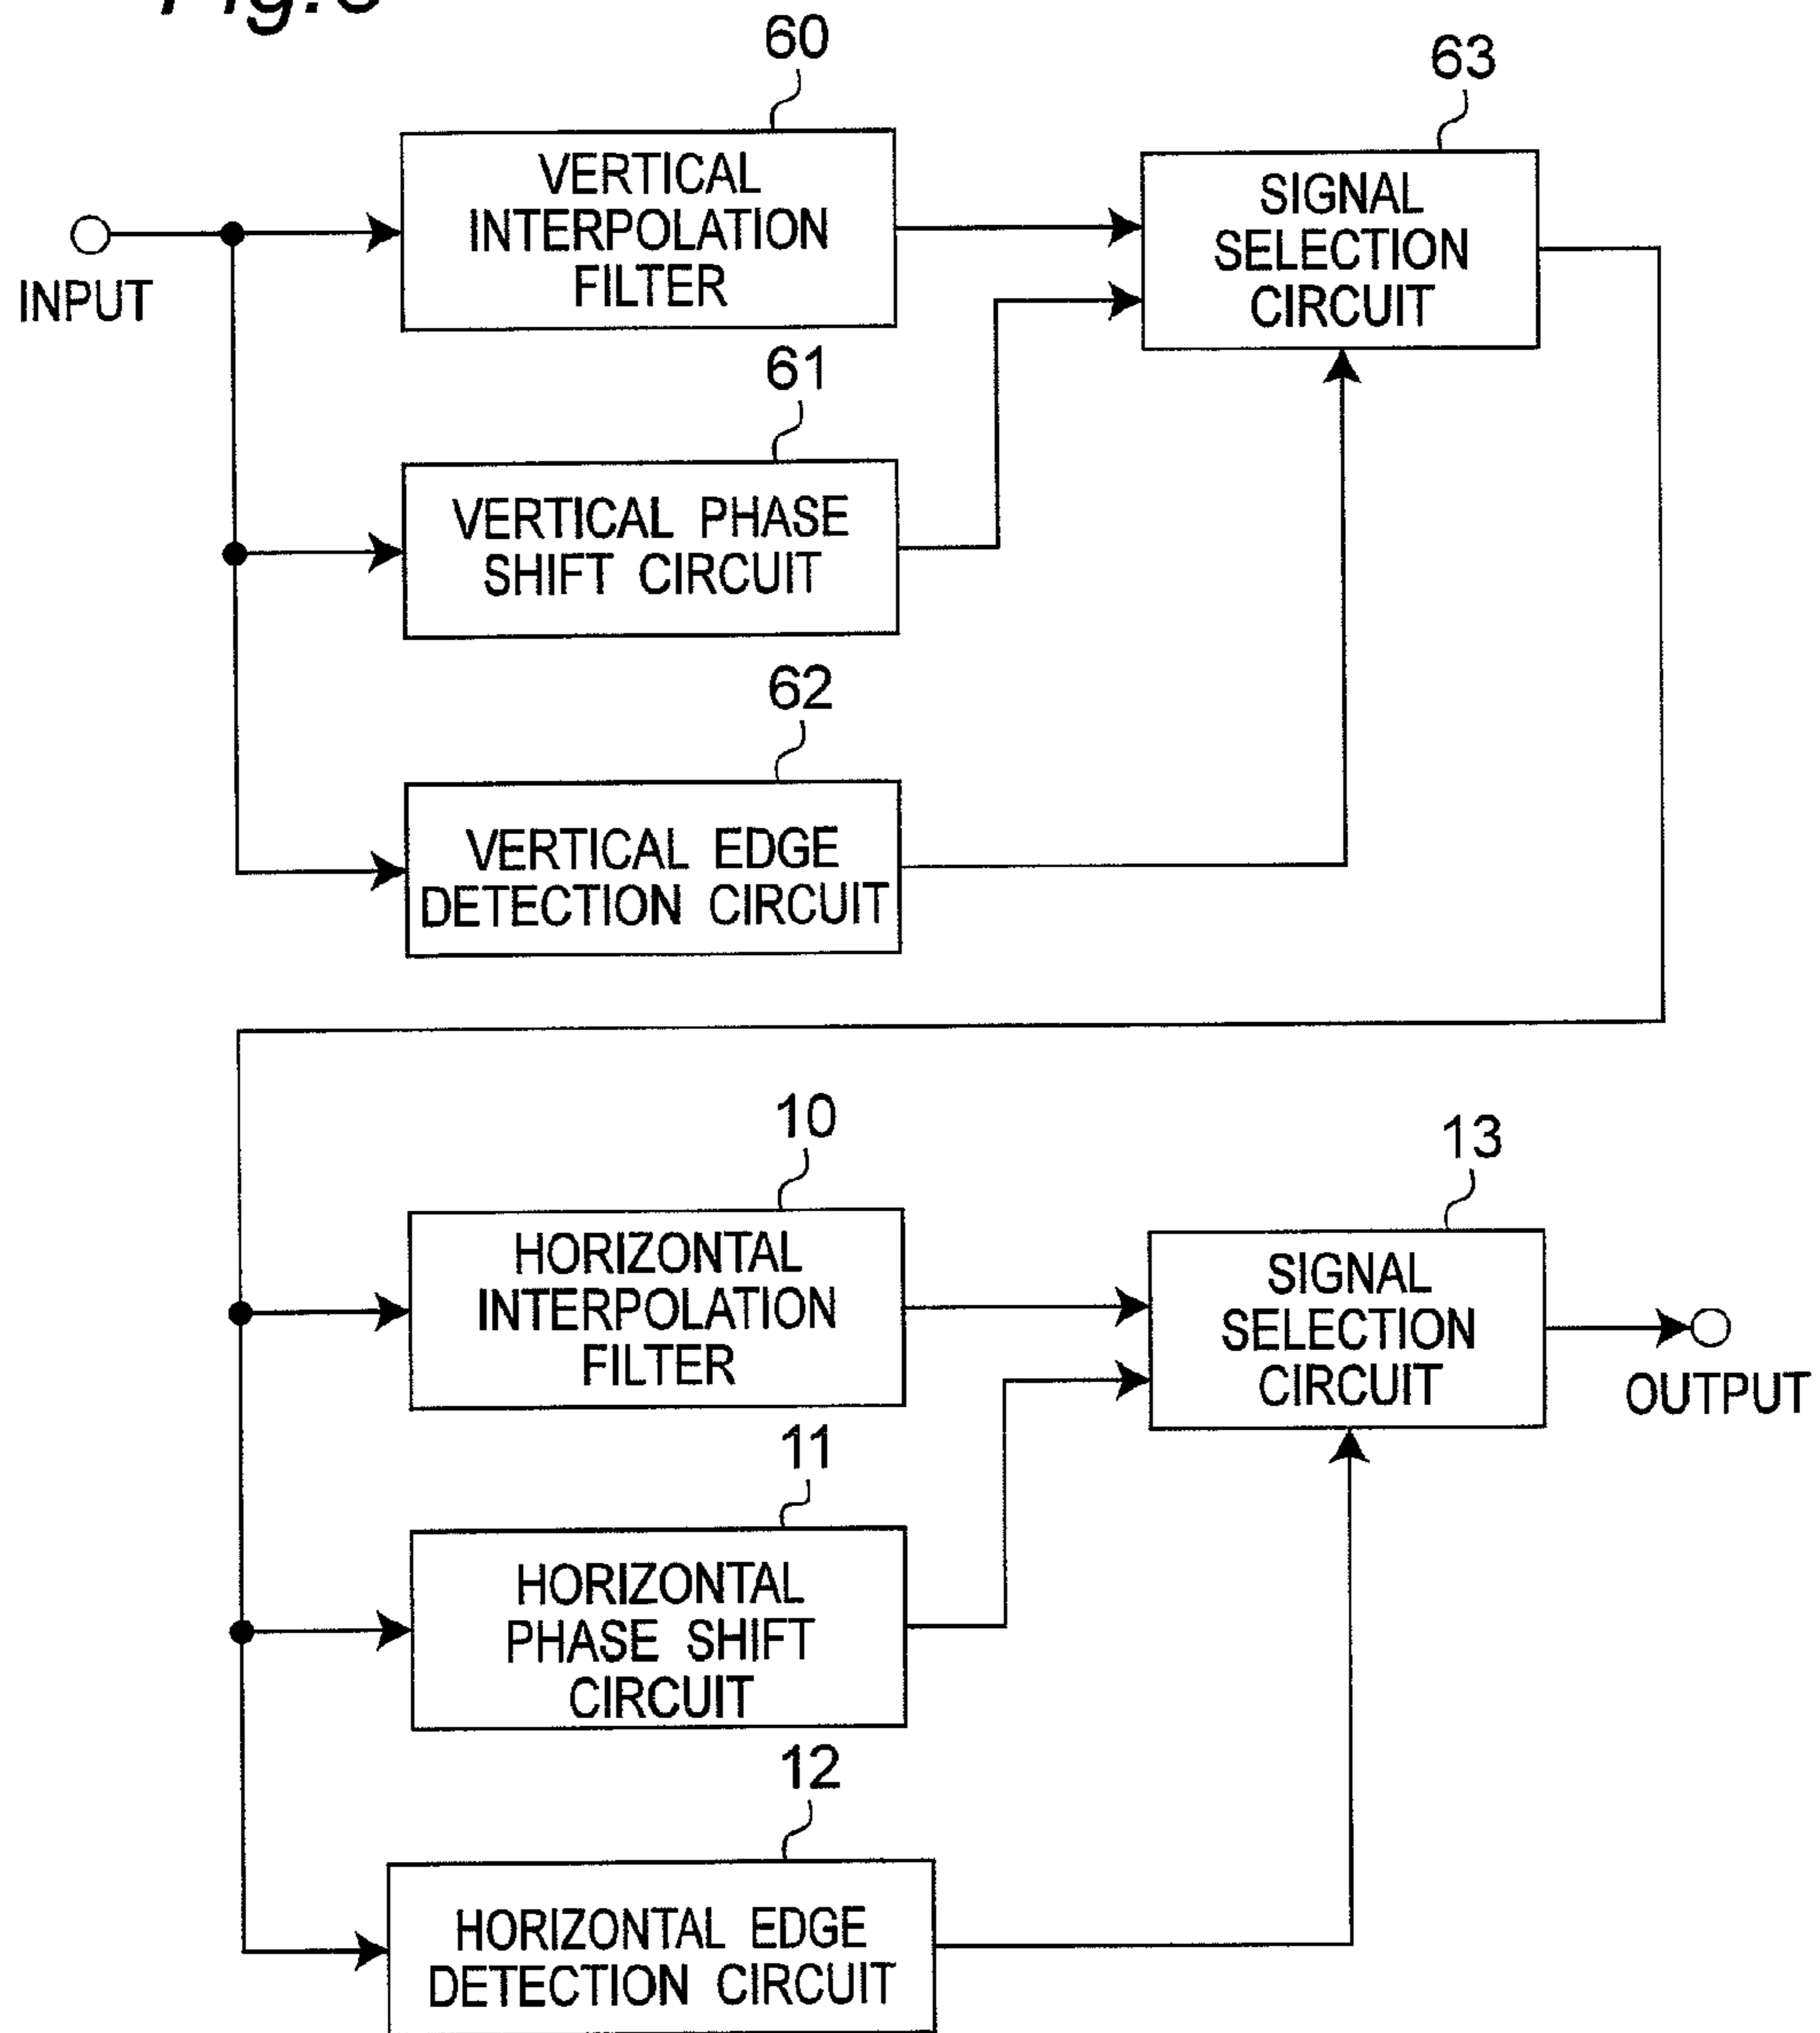 60
63
VERTICAL
INTERPOLATION
FILTER
SIGNAL
SELECTION
CIRCUIT
INPUT
61
VERTICAL PHASE
SHIFT CIRCUIT
62
VERTICAL EDGE
DETECTION CIRCUIT
10
13
HORIZONTAL
INTERPOLATION
FILTER
SIGNAL
SELECTION
CIRCUIT
OUTPUT
11
HORIZONTAL
PHASE SHIFT
CIRCUIT
12
HORIZONTAL EDGE
DETECTION CIRCUIT